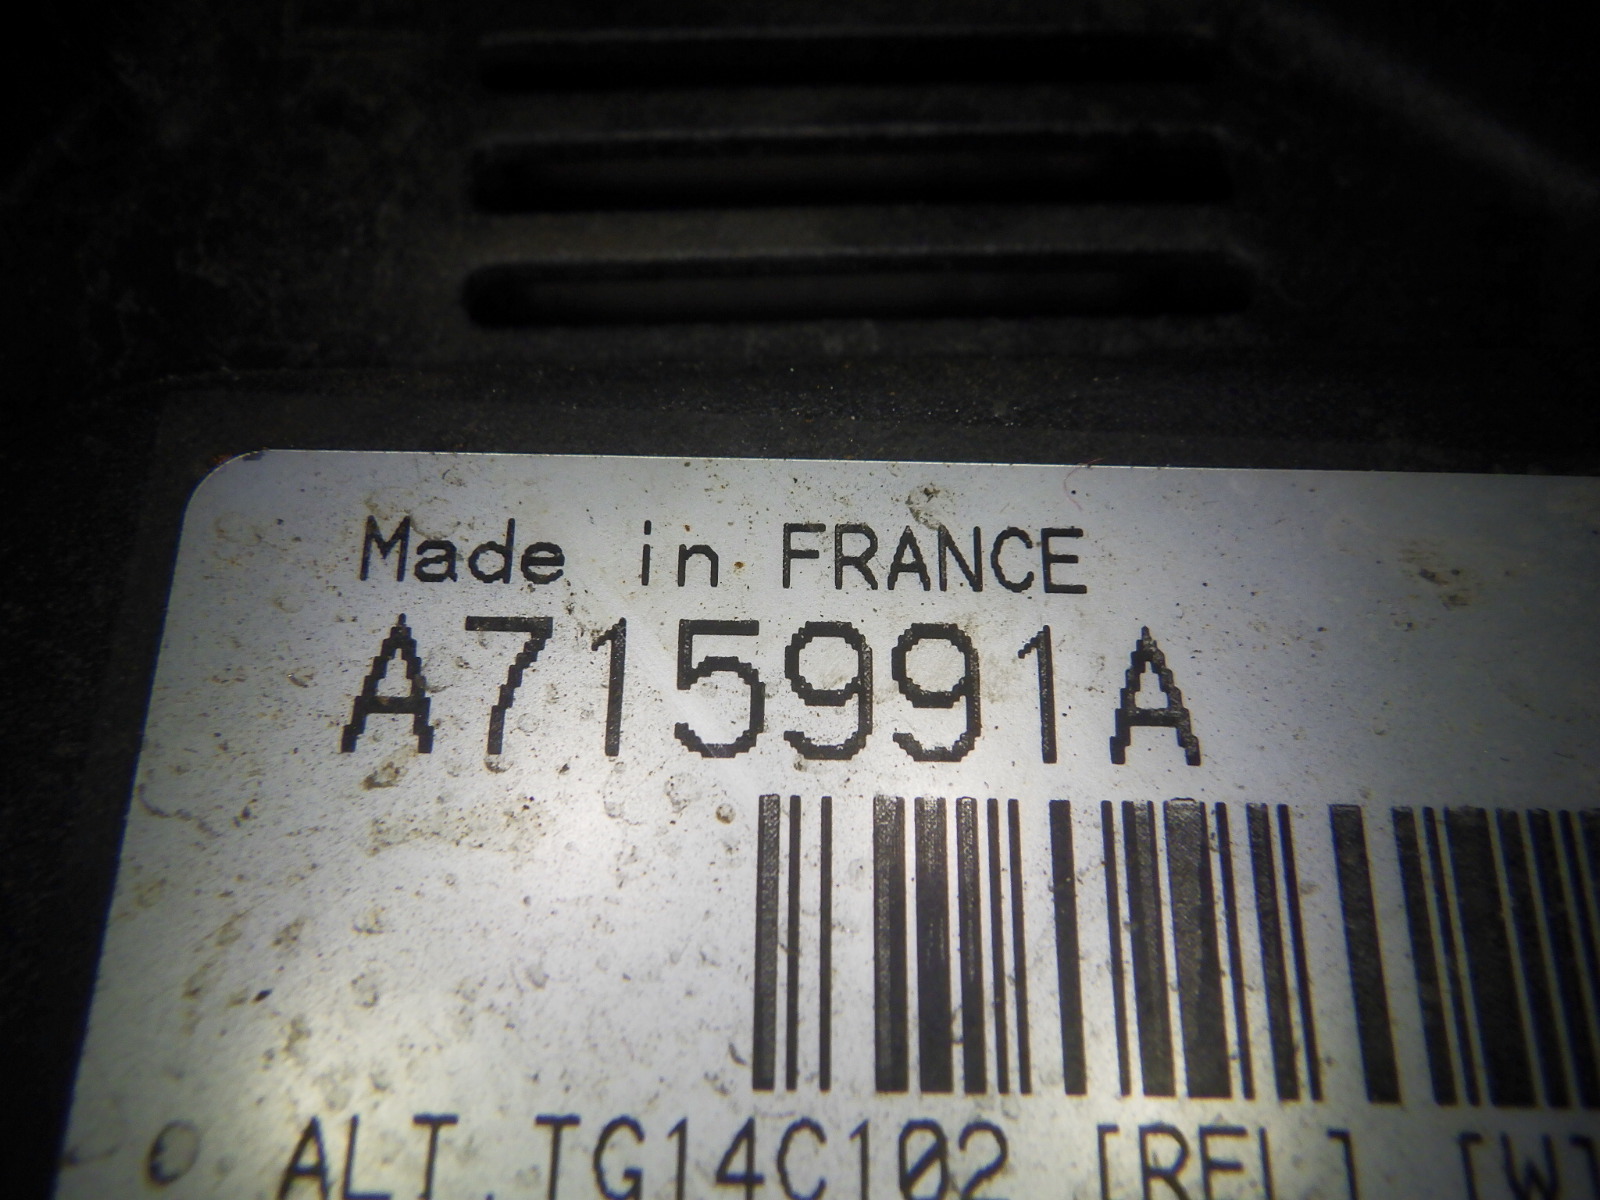 Made in FRANCE
A715991A
ALT. TG14C102 [REL] [W]